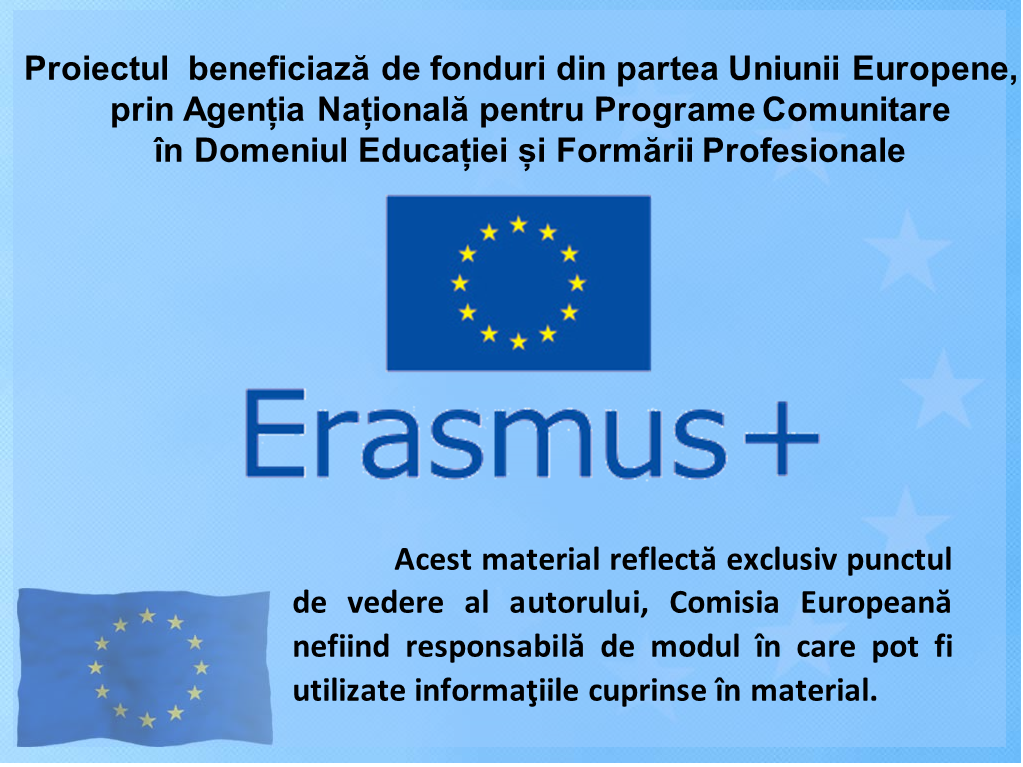 Proiectul beneficiază de fonduri din partea Uniunii Europene,
prin Agenția Națională pentru Programe Comunitare
în Domeniul Educației și Formării Profesionale
Erasmus+
Acest material reflectă exclusiv punctul
de vedere al autorului, Comisia Europeană
nefiind responsabilă de modul în care pot fi
utilizate informaţiile cuprinse în material.